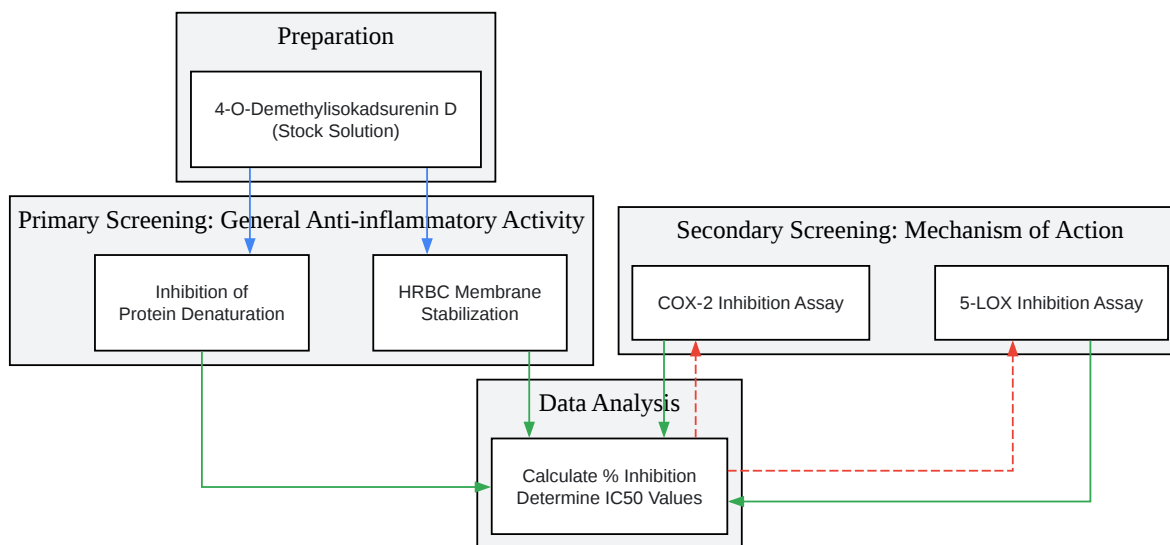 Preparation
4-O-Demethylisokadsurenin D
(Stock Solution)
Primary Screening: General Anti-inflammatory Activity
Inhibition of
Protein Denaturation
HRBC Membrane
Stabilization
Secondary Screening: Mechanism of Action
COX-2 Inhibition Assay
5-LOX Inhibition Assay
Data Analysis
Calculate % Inhibition
Determine IC50 Values